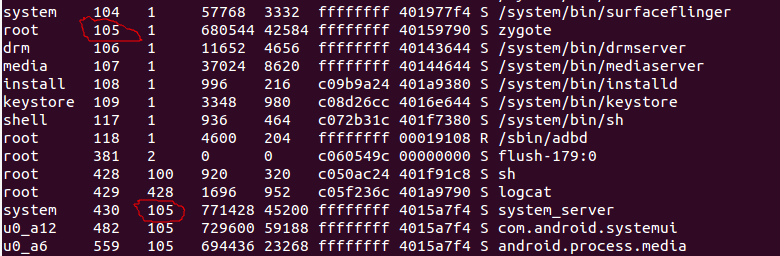 system 104 1 57768 3332 ffffffff 401977f4 S /system/bin/surfaceflinger
root 105 1 680544 42584 ffffffff 40159790 S zygote
drm 106 1 11652 4656 ffffffff 40143644 S /system/bin/drmserver
media 107 1 37024 8620 ffffffff 40144644 S /system/bin/mediaserver
install 108 1 996 216 c09b9a24 401a9380 S /system/bin/installd
keystore 109 1 3348 980 c08d26cc 4016e644 S /system/bin/keystore
shell 117 1 936 464 c072b31c 401f7380 S /system/bin/sh
root 118 1 4600 204 ffffffff 00019108 R /sbin/adbd
root 381 2 0 0 c060549c 00000000 S flush-179:0
root 428 100 920 320 c050ac24 401f91c8 S sh
root 429 428 1696 952 c05f236c 401a9790 S logcat
system 430 105 771428 45200 ffffffff 4015a7f4 S system_server
u0_a12 482 105 729600 59188 ffffffff 4015a7f4 S com.android.systemui
u0_a6 559 105 694436 23268 ffffffff 4015a7f4 S android.process.media